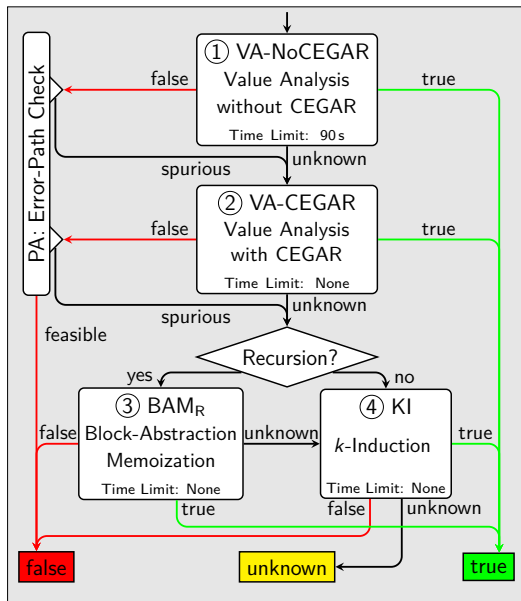 ① VA-NoCEGAR
Value Analysis
without CEGAR
Time Limit: 90 s
false
true
PA: Error-Path Check
spurious
unknown
② VA-CEGAR
Value Analysis
with CEGAR
Time Limit: None
false
true
spurious
unknown
feasible
Recursion?
yes
no
③ BAM_R
Block-Abstraction
Memoization
Time Limit: None
false
unknown
④ KI
k-Induction
Time Limit: None
true
true
false
unknown
false
unknown
true